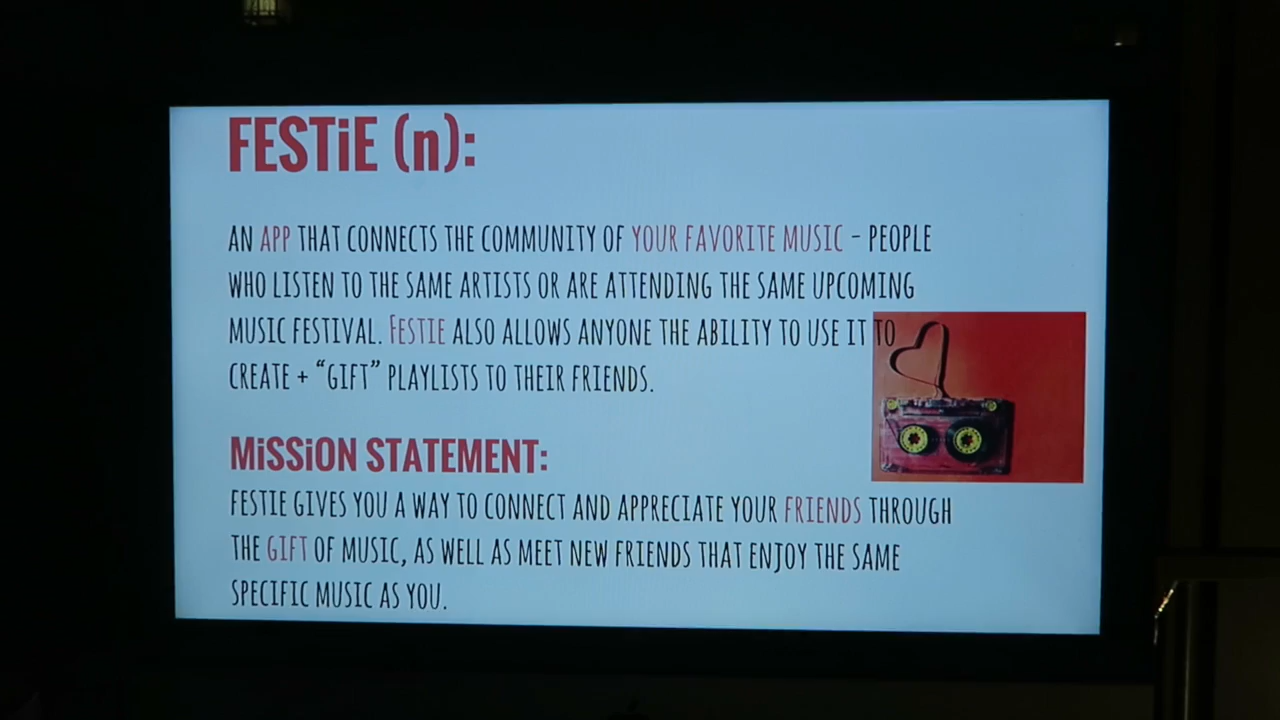 FESTiE (n):
AN APP THAT CONNECTS THE COMMUNITY OF YOUR FAVORITE MUSIC - PEOPLE
WHO LISTEN TO THE SAME ARTISTS OR ARE ATTENDING THE SAME UPCOMING
MUSIC FESTIVAL. FESTIE ALSO ALLOWS ANYONE THE ABILITY TO USE IT TO
CREATE + “GIFT” PLAYLISTS TO THEIR FRIENDS.
MiSSiON STATEMENT:
FESTIE GIVES YOU A WAY TO CONNECT AND APPRECIATE YOUR FRIENDS THROUGH
THE GIFT OF MUSIC, AS WELL AS MEET NEW FRIENDS THAT ENJOY THE SAME
SPECIFIC MUSIC AS YOU.